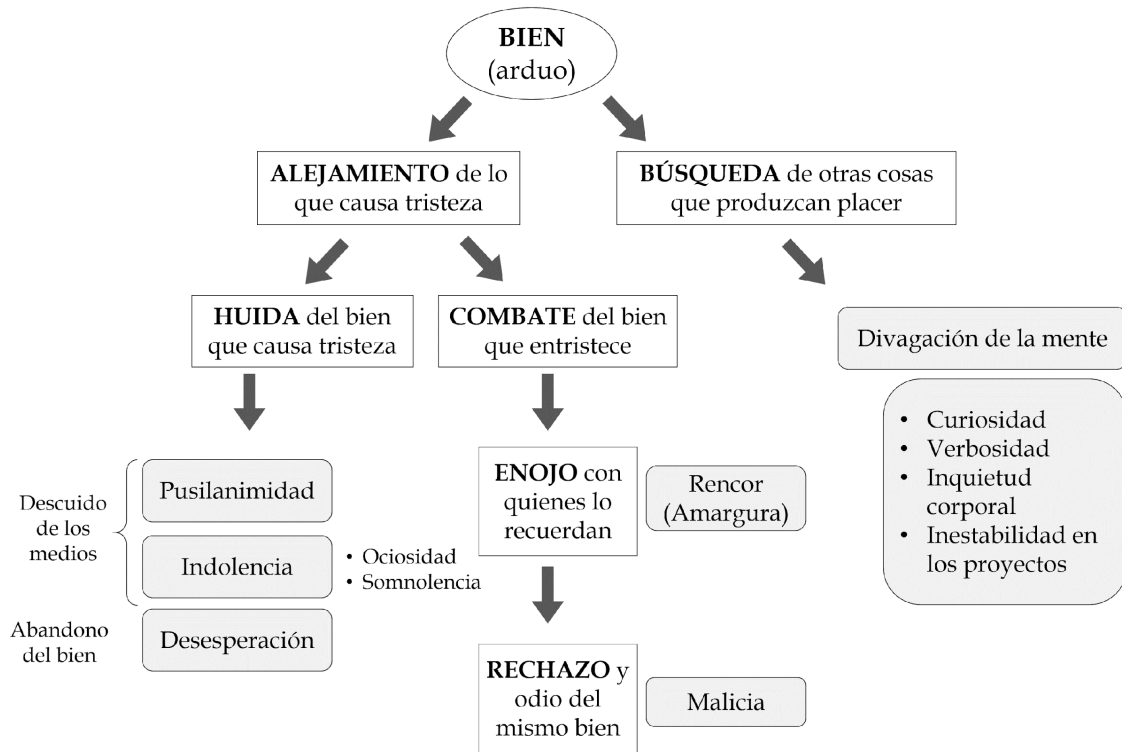 BIEN
(arduo)
ALEJAMIENTO de lo
que causa tristeza
BÚSQUEDA de otras cosas
que produzcan placer
HUIDA del bien
que causa tristeza
COMBATE del bien
que entristece
Divagación de la mente
• Curiosidad
• Verbosidad
• Inquietud
corporal
• Inestabilidad en
los proyectos
Descuido
de los
medios
Pusilanimidad
Indolencia
• Ociosidad
• Somnolencia
Abandono
del bien
Desesperación
ENOJO con
quienes lo
recuerdan
Rencor
(Amargura)
RECHAZO y
odio del
mismo bien
Malicia